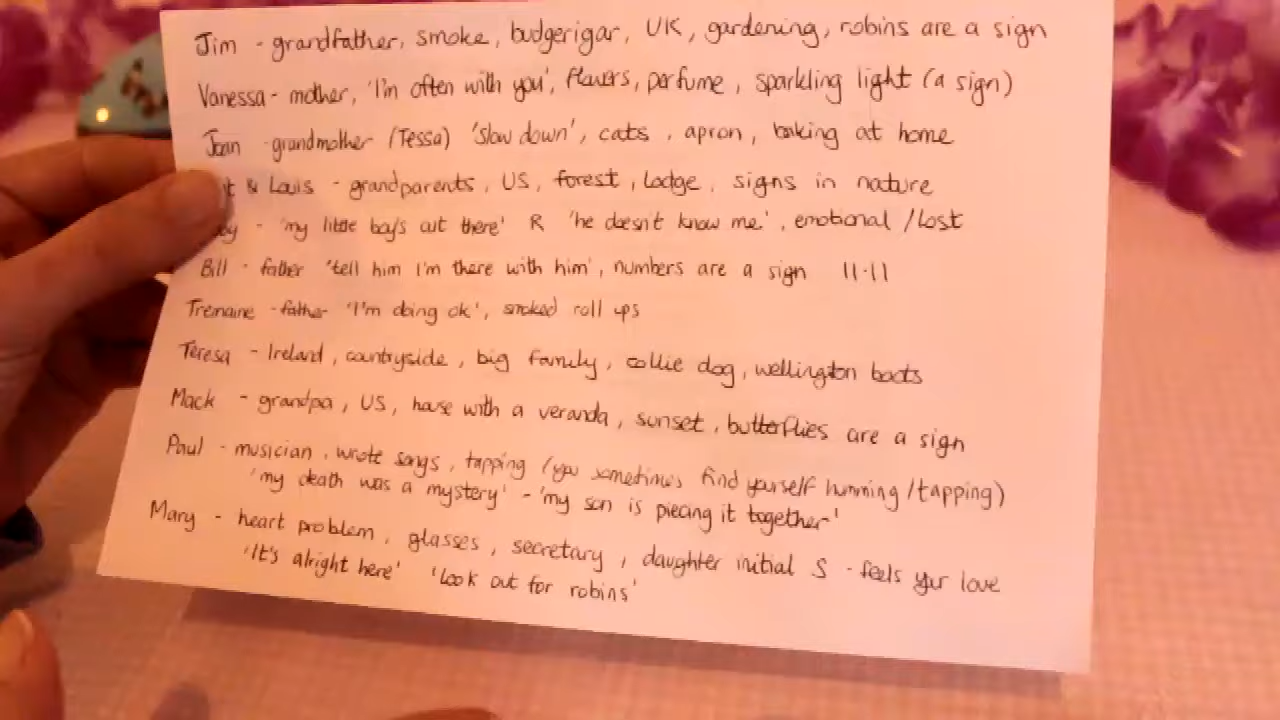 Jim - grandfather, smoke, budgerigar, UK, gardening, robins are a sign
Vanessa - mother, 'I'm often with you', flowers, perfume, sparkling light (a sign)
Joan - grandmother (Tessa) 'slow down', cats, apron, baking at home
& Louis - grandparents, US, forest, lodge, signs in nature
- 'my little boy's out there' R 'he doesn't know me', emotional / lost
Bill - father 'tell him I'm there with him', numbers are a sign 11.11
Tremaine - father 'I'm doing ok', smoked roll ups
Teresa - Ireland, countryside, big family, collie dog, wellington boots
Mack - grandpa, US, house with a veranda, sunset, butterflies are a sign
Paul - musician, wrote songs, tapping (you sometimes find yourself humming/tapping)
'my death was a mystery' - 'my son is piecing it together'
Mary - heart problem, glasses, secretary, daughter initial S - feels your love
'It's alright here' 'Look out for robins'